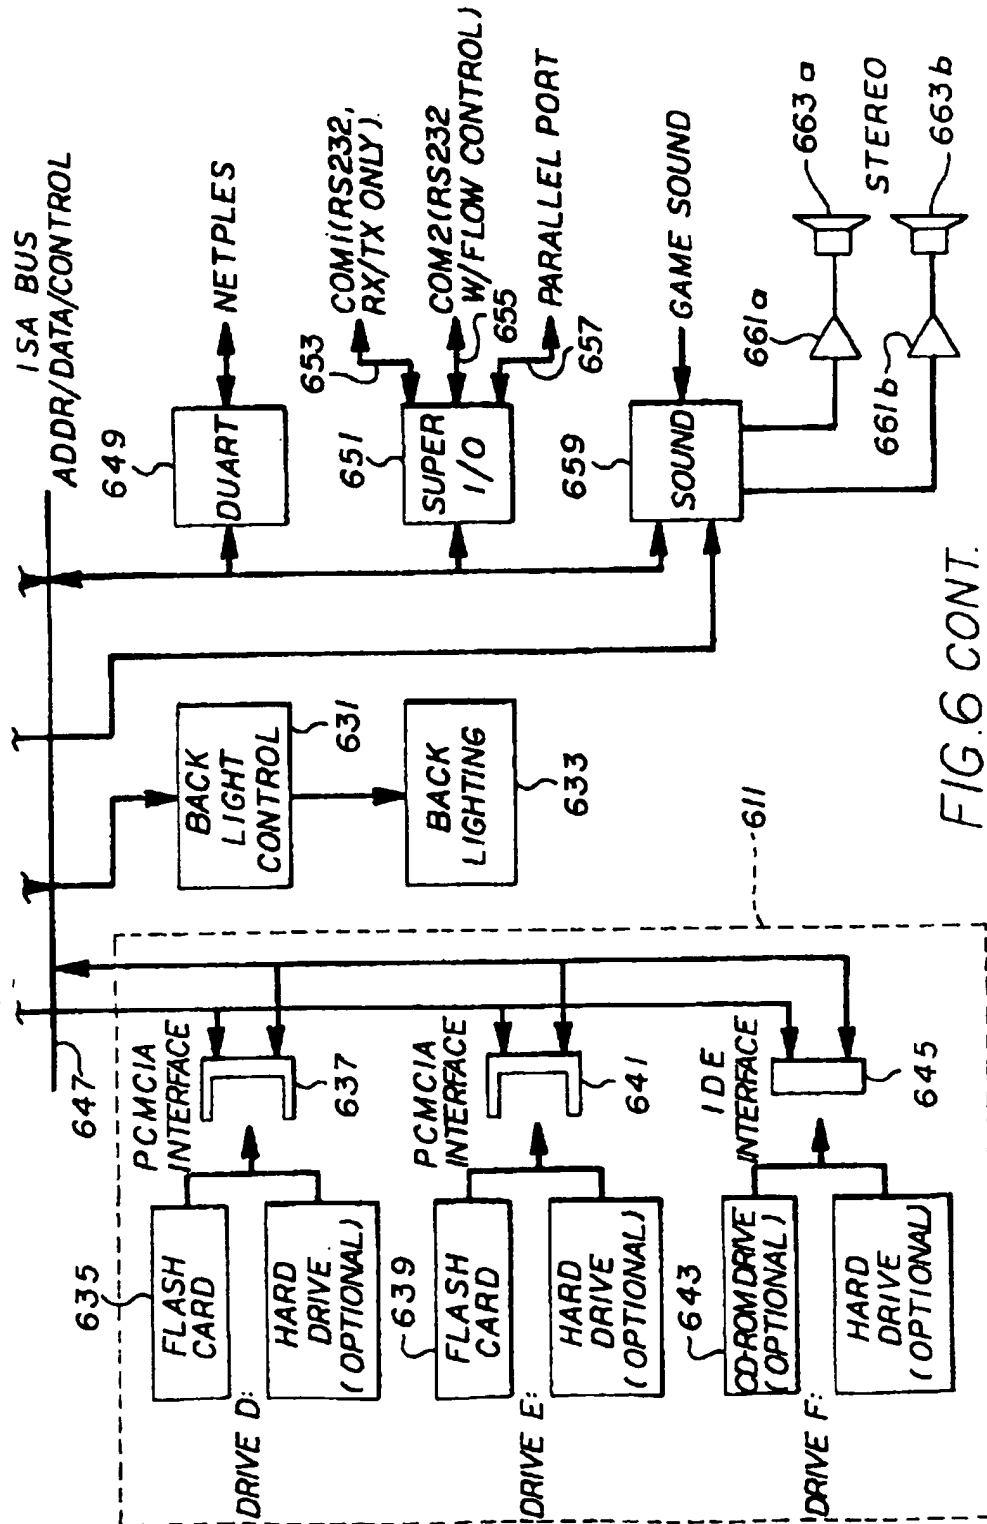 ISA BUS
ADDR/DATA/CONTROL
647
649
DUART
NETPLES
651
SUPER
I/O
653
COM1(RS232,
RX/TX ONLY).
COM2(RS232
W/FLOW CONTROL)
655
PARALLEL PORT
657
659
SOUND
GAME SOUND
661a
663a
STEREO
661b
663b
BACK
LIGHT
CONTROL
631
BACK
LIGHTING
633
611
635
FLASH
CARD
HARD
DRIVE
(OPTIONAL)
DRIVE D:
PCMCIA
INTERFACE
637
639
FLASH
CARD
HARD
DRIVE
(OPTIONAL)
DRIVE E:
PCMCIA
INTERFACE
641
643
CD-ROM DRIVE
(OPTIONAL)
HARD
DRIVE
(OPTIONAL)
DRIVE F:
IDE
INTERFACE
645
FIG.6 CONT.